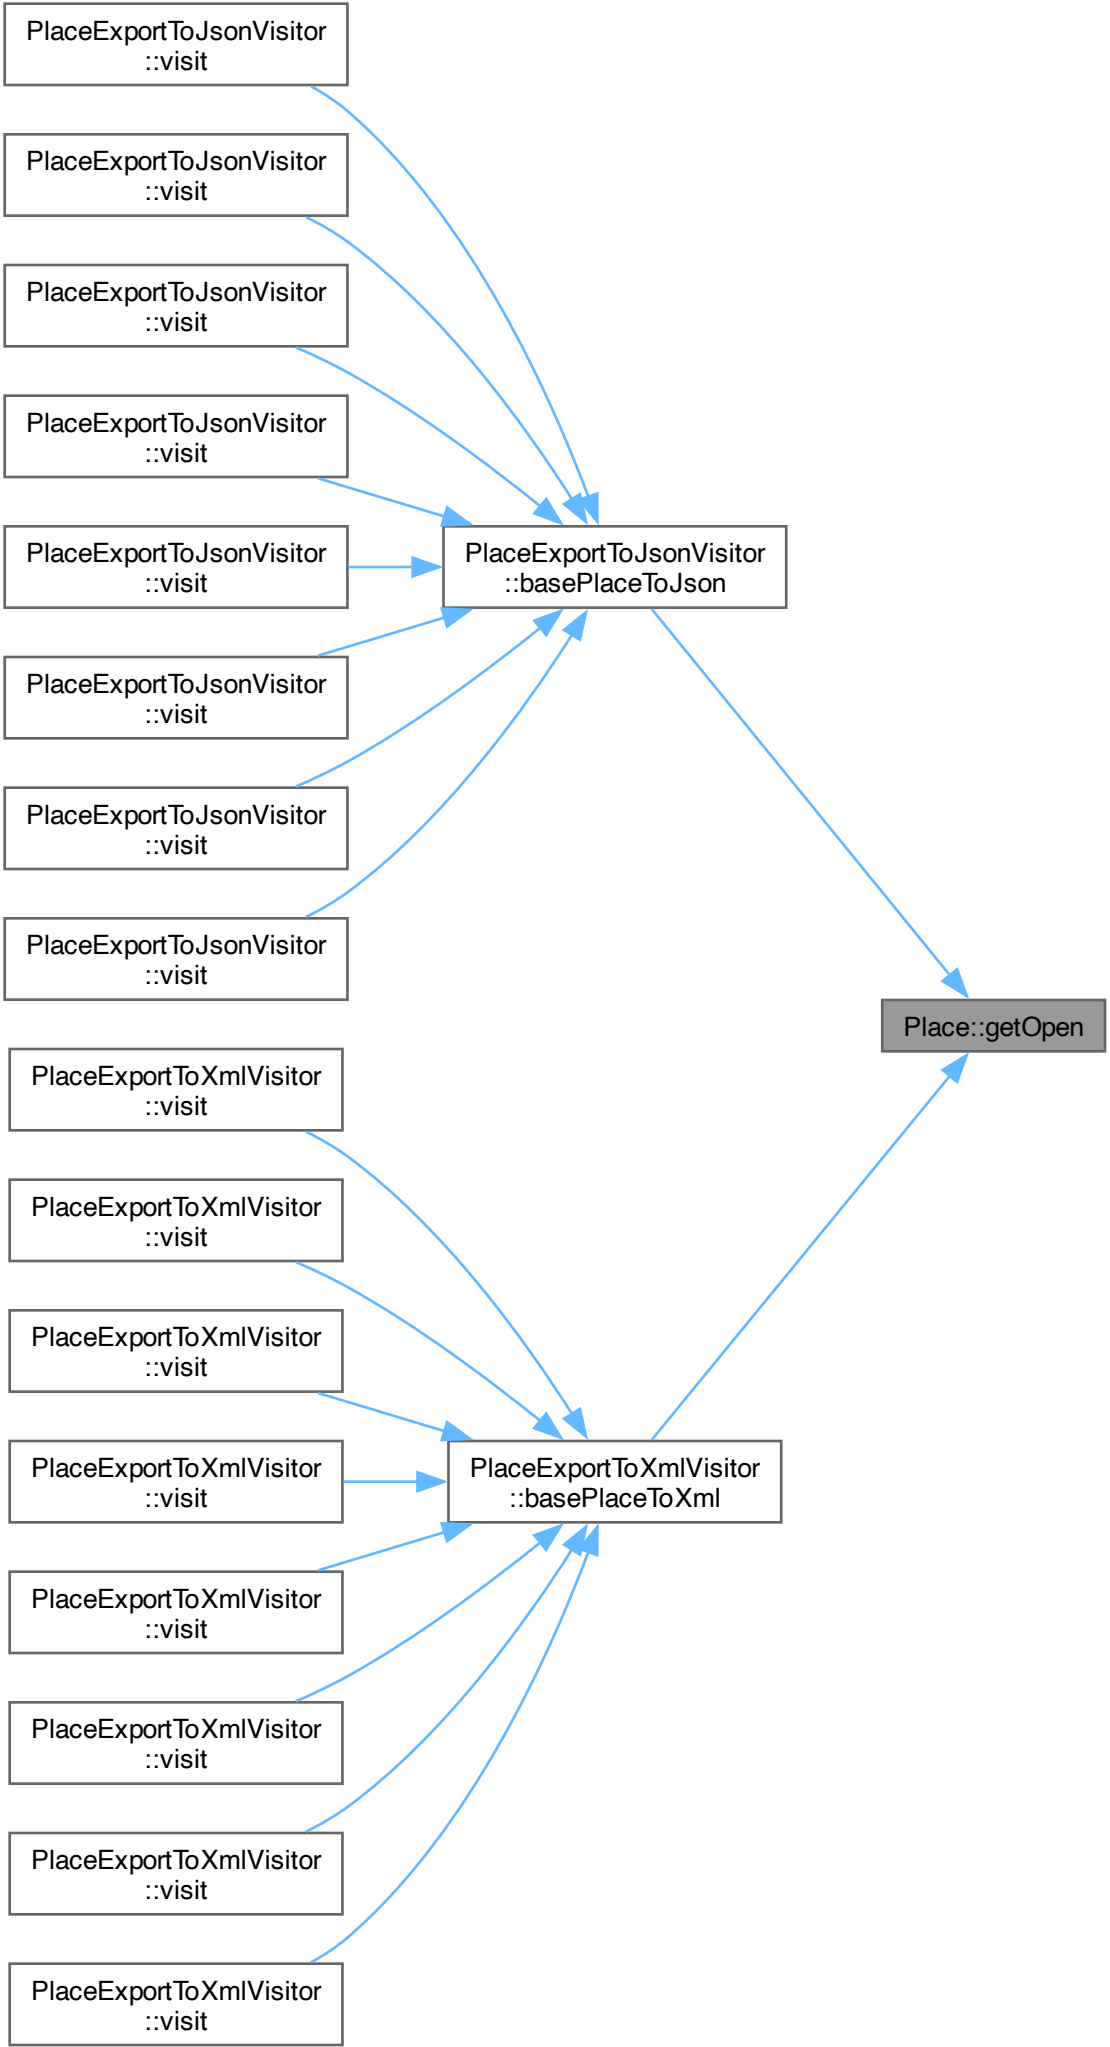 PlaceExportToJsonVisitor
::visit
PlaceExportToJsonVisitor
::visit
PlaceExportToJsonVisitor
::visit
PlaceExportToJsonVisitor
::visit
PlaceExportToJsonVisitor
::visit
PlaceExportToJsonVisitor
::basePlaceToJson
PlaceExportToJsonVisitor
::visit
PlaceExportToJsonVisitor
::visit
PlaceExportToJsonVisitor
::visit
Place::getOpen
PlaceExportToXmlVisitor
::visit
PlaceExportToXmlVisitor
::visit
PlaceExportToXmlVisitor
::visit
PlaceExportToXmlVisitor
::visit
PlaceExportToXmlVisitor
::basePlaceToXml
PlaceExportToXmlVisitor
::visit
PlaceExportToXmlVisitor
::visit
PlaceExportToXmlVisitor
::visit
PlaceExportToXmlVisitor
::visit